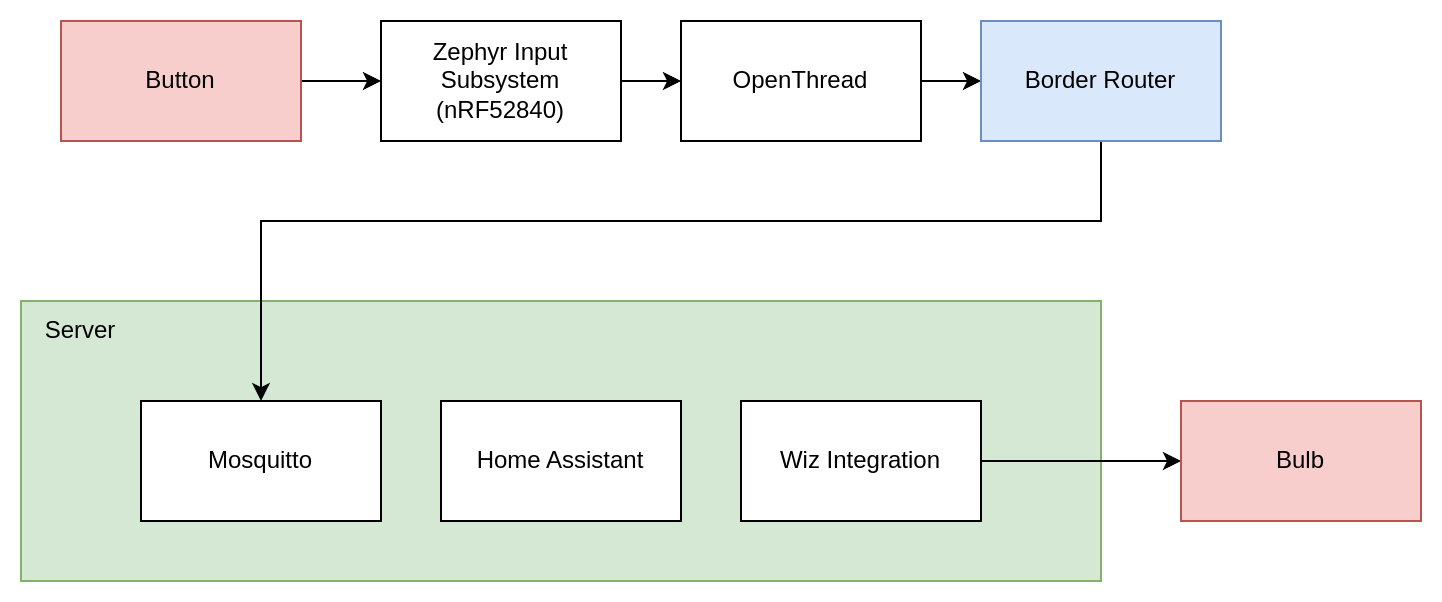 Button
Zephyr Input
Subsystem
(nRF52840)
OpenThread
Border Router
Server
Mosquitto
Home Assistant
Wiz Integration
Bulb